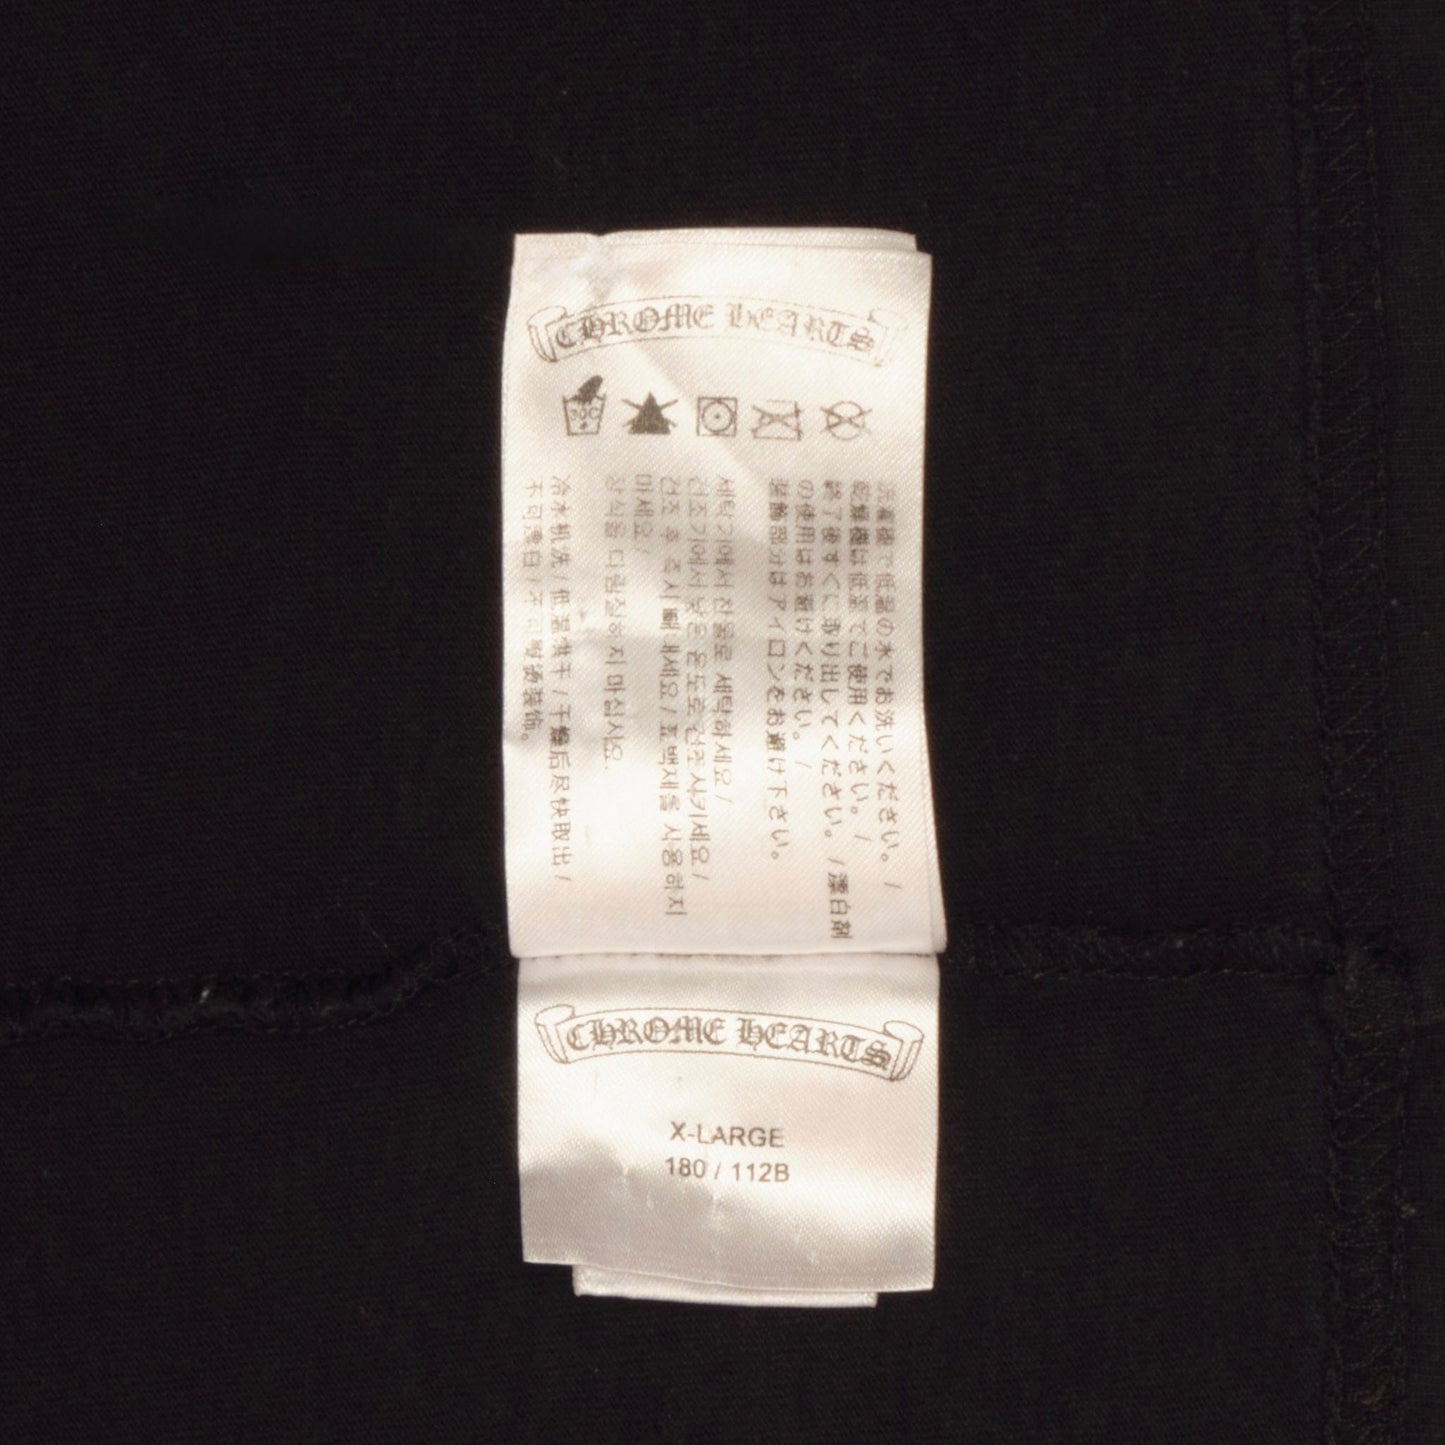 CHROME HEARTS
30C
洗濯機で低温の水でお洗いください。/
乾燥機は低温でご使用ください。/
終了後すぐに取り出してください。/漂白剤
の使用はお避けください。/
装飾部分はアイロンをお避け下さい。
세탁기에서 찬물로 세탁하세요/
건조기에서 낮은 온도로 건조시키세요/
건조 후 즉시 빼내세요/표백제를 사용하지
마세요/
장식을 다림질하지 마십시요.
冷水机洗/低温烘干/干燥后尽快取出/
不可漂白/不可熨烫装饰。
CHROME HEARTS
X-LARGE
180 / 112B